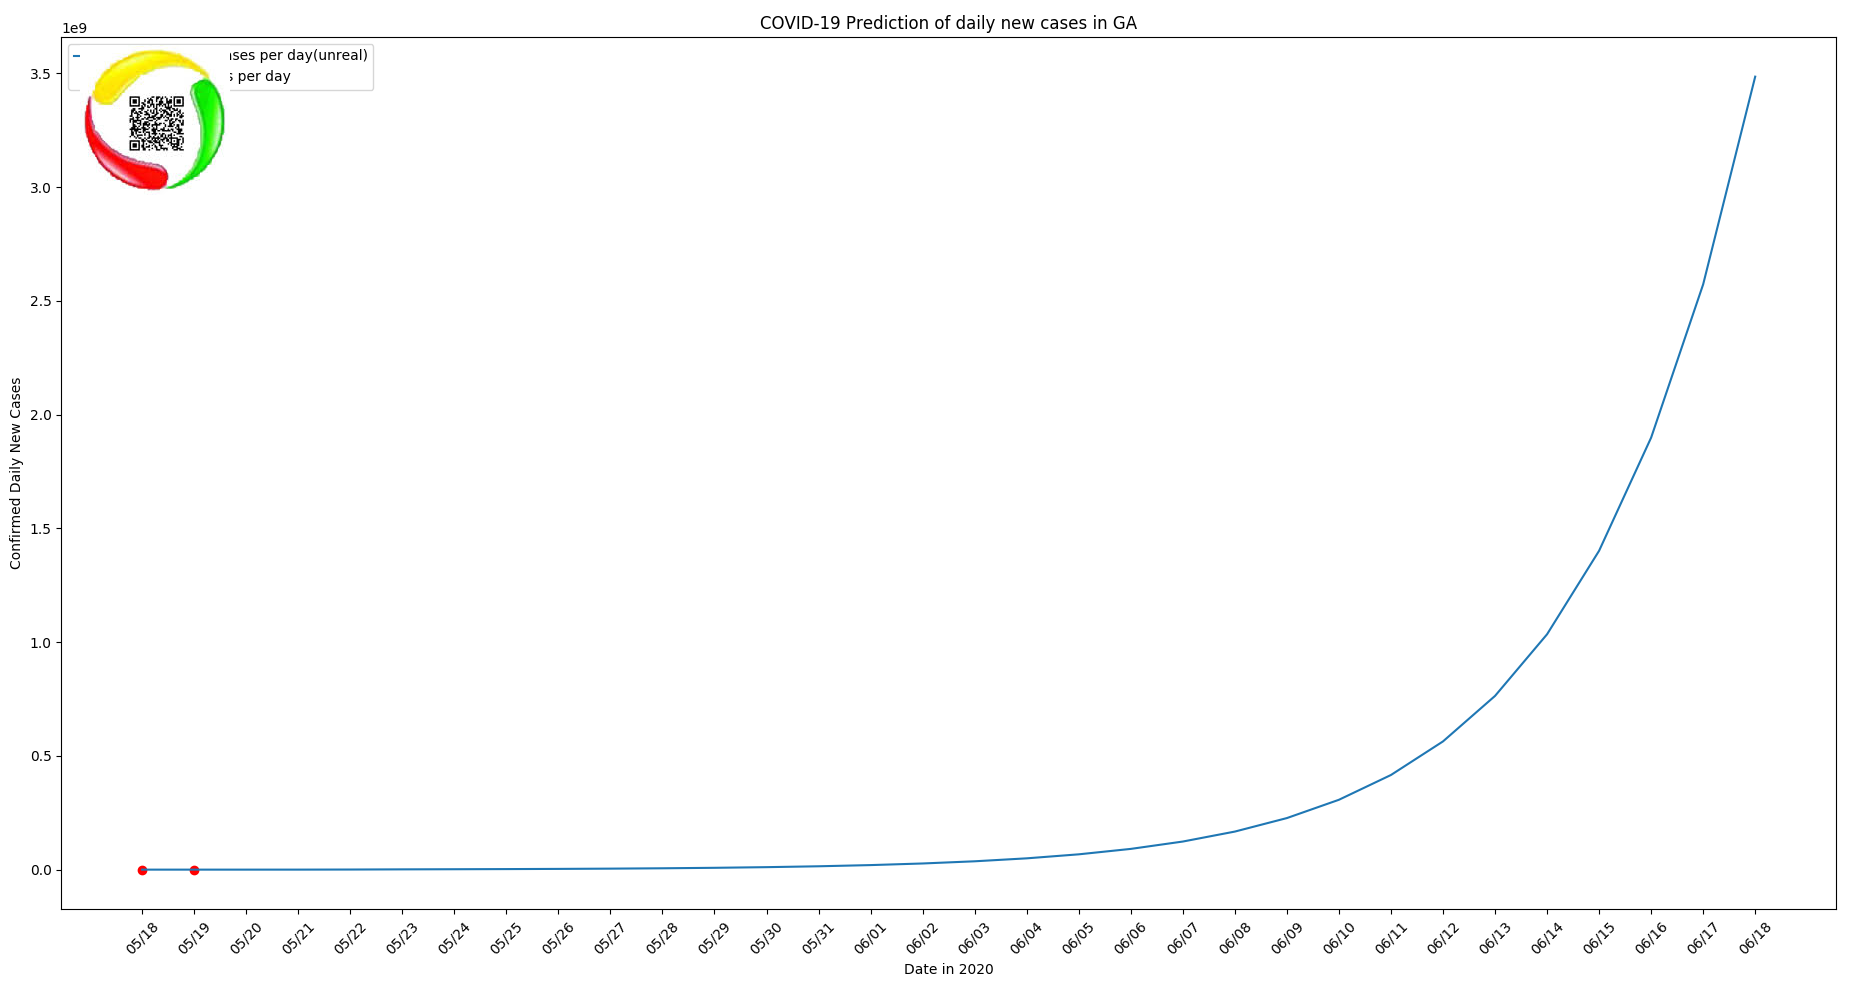 COVID-19 Prediction of daily new cases in GA
1e9
per day(unreal)
per day
3.5
3.0
2.5
2.0
1.5
1.0
0.5
0.0
Confirmed Daily New Cases
05/18 05/19 05/20 05/21 05/22 05/23 05/24 05/25 05/26 05/27 05/28 05/29 05/30 05/31 06/01 06/02 06/03 06/04 06/05 06/06 06/07 06/08 06/09 06/10 06/11 06/12 06/13 06/14 06/15 06/16 06/17 06/18
Date in 2020